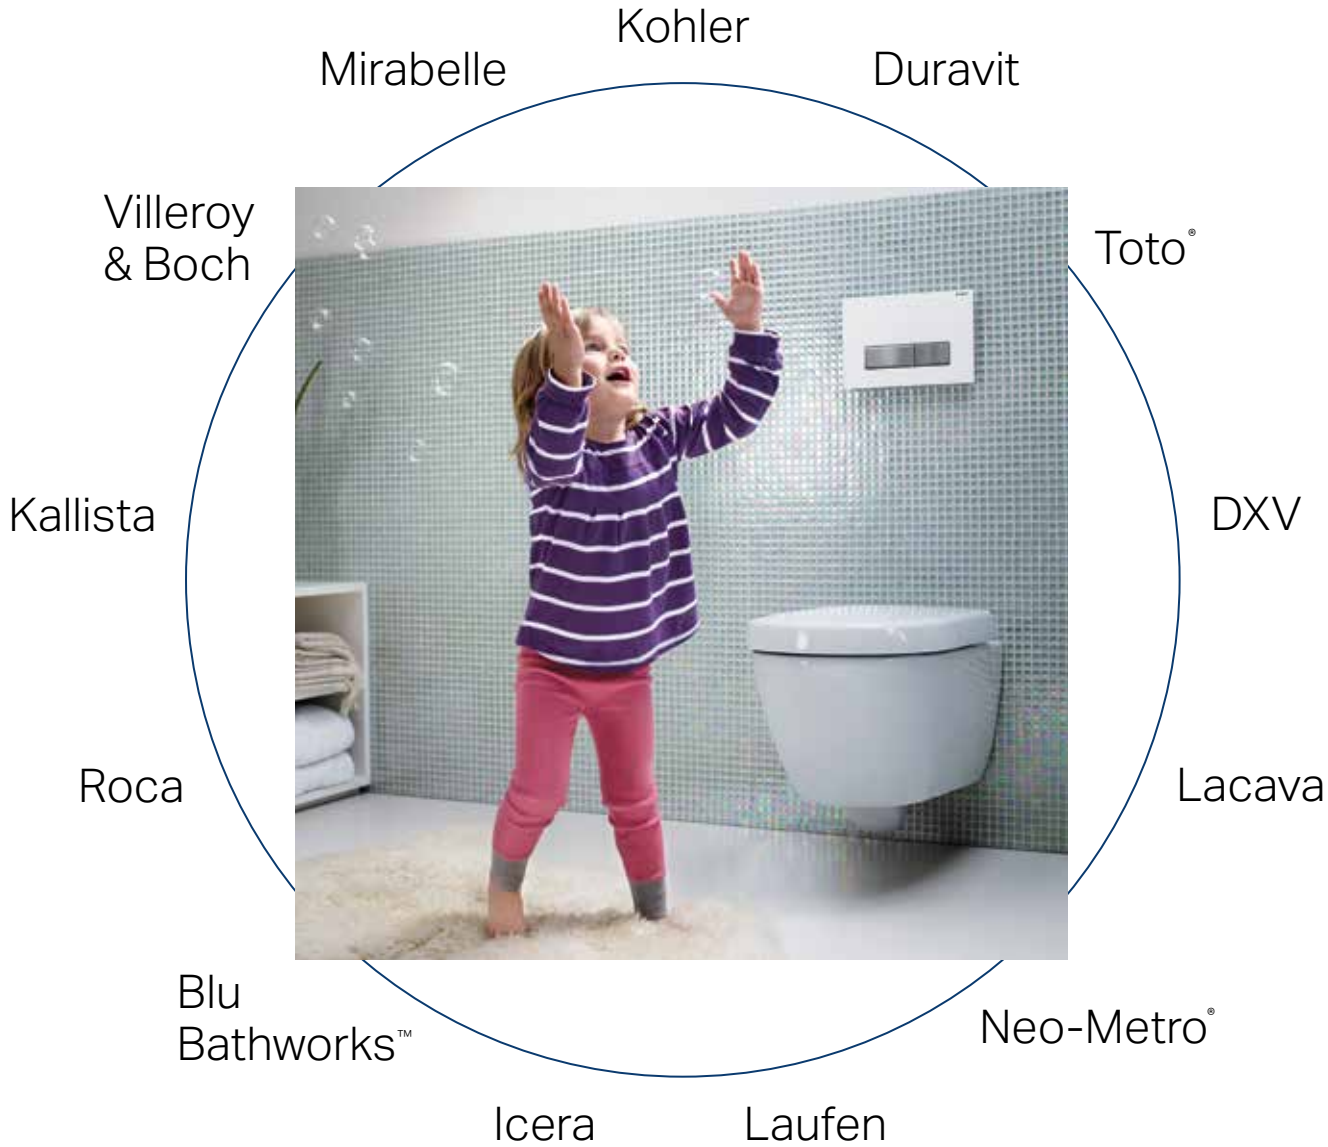 Kohler
Mirabelle
Duravit
Villeroy
& Boch
Toto®
Kallista
DXV
Roca
Lacava
Blu
Bathworks™
Neo-Metro®
Icera
Laufen